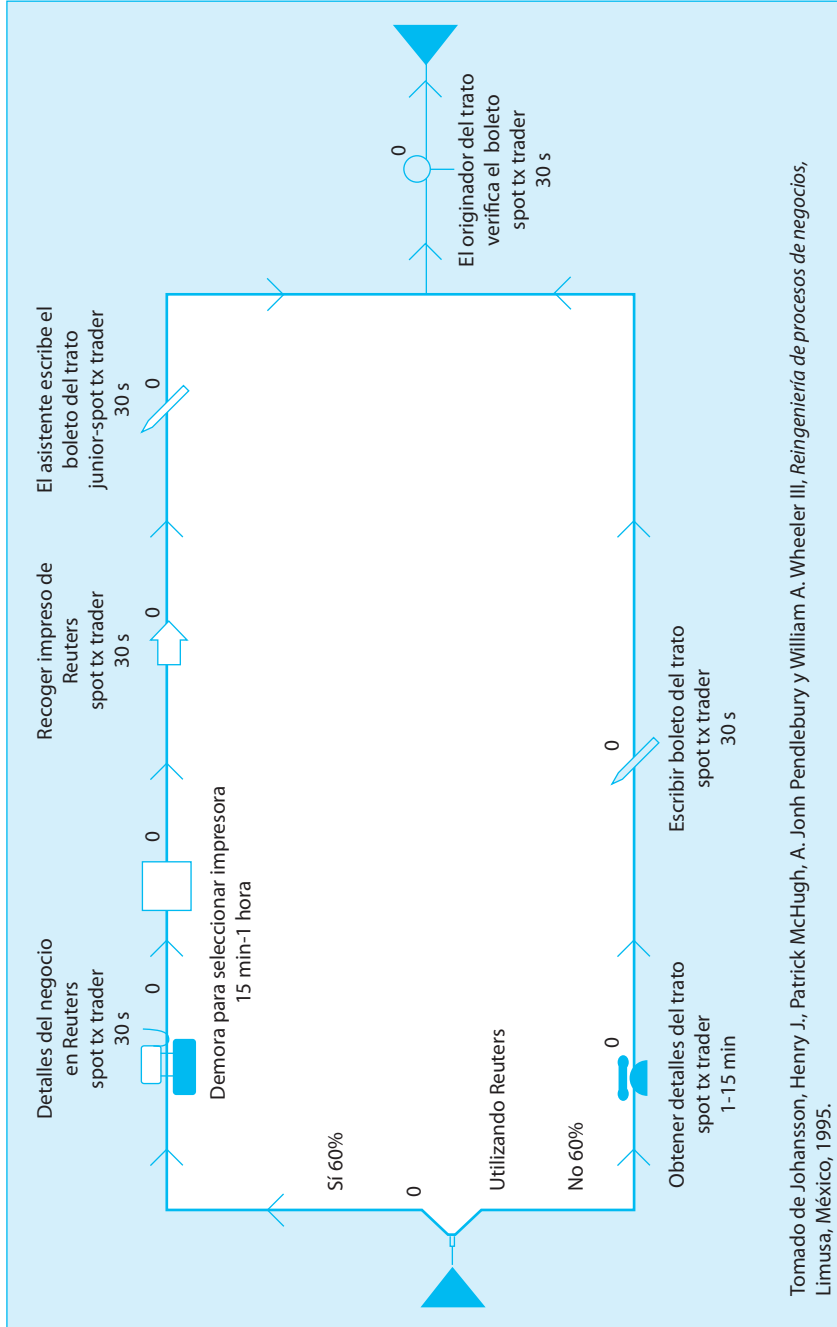 Detalles del negocio
en Reuters
spot tx trader
30 s
0
Demora para seleccionar impresora
15 min-1 hora
0
Recoger impreso de
Reuters
spot tx trader
30 s
0
El asistente escribe el
boleto del trato
junior-spot tx trader
30 s
0
Sí 60%
0
Utilizando Reuters
No 60%
0
Obtener detalles del trato
spot tx trader
1-15 min
0
Escribir boleto del trato
spot tx trader
30 s
0
El originador del trato
verifica el boleto
spot tx trader
30 s
Tomado de Johansson, Henry J., Patrick McHugh, A. Jonh Pendlebury y William A. Wheeler III, Reingeniería de procesos de negocios,
Limusa, México, 1995.